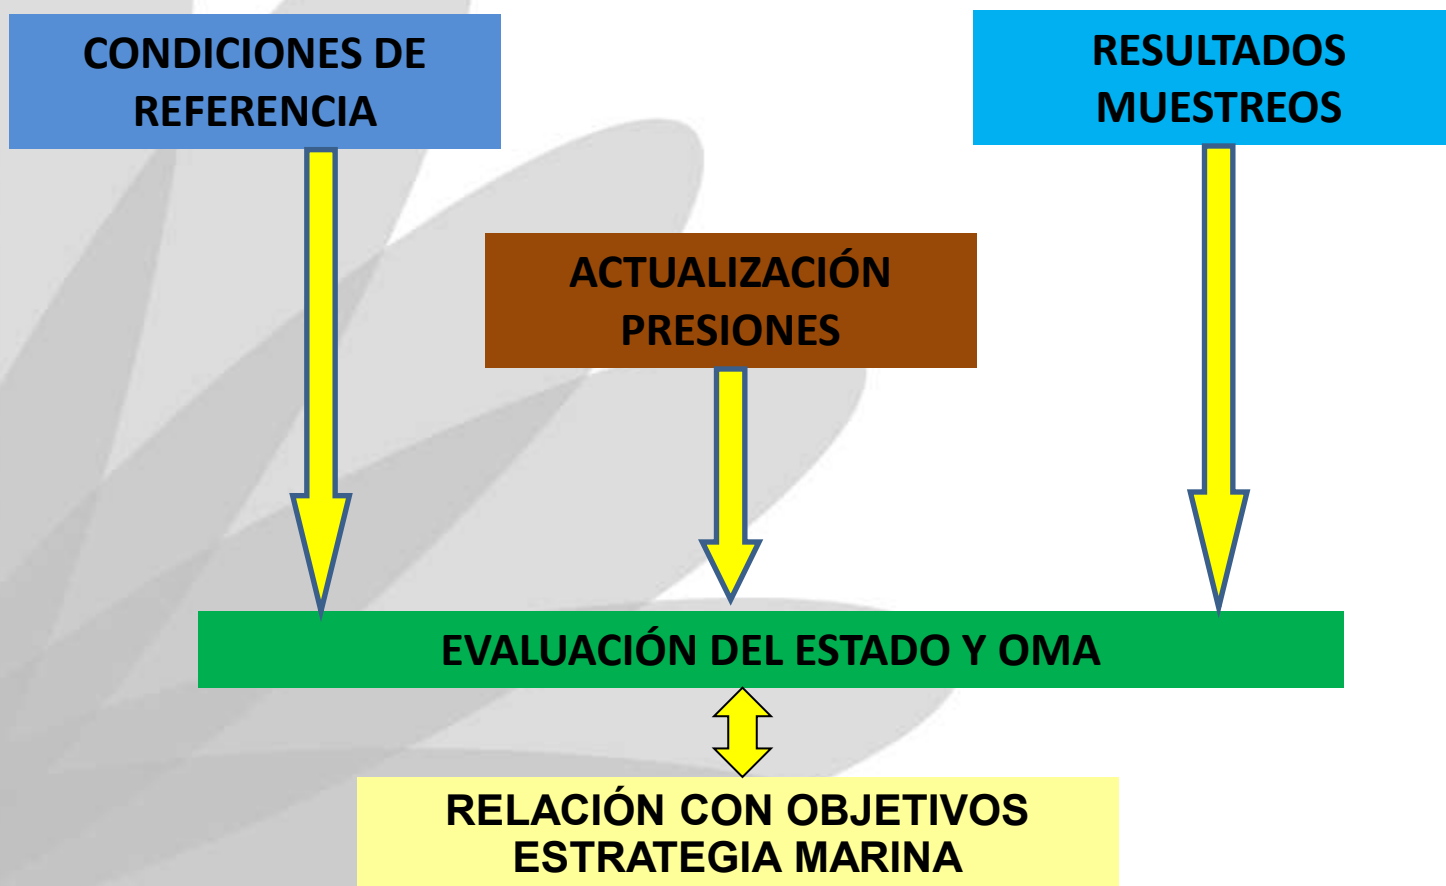 CONDICIONES DE
REFERENCIA
RESULTADOS
MUESTREOS
ACTUALIZACIÓN
PRESIONES
EVALUACIÓN DEL ESTADO Y OMA
RELACIÓN CON OBJETIVOS
ESTRATEGIA MARINA